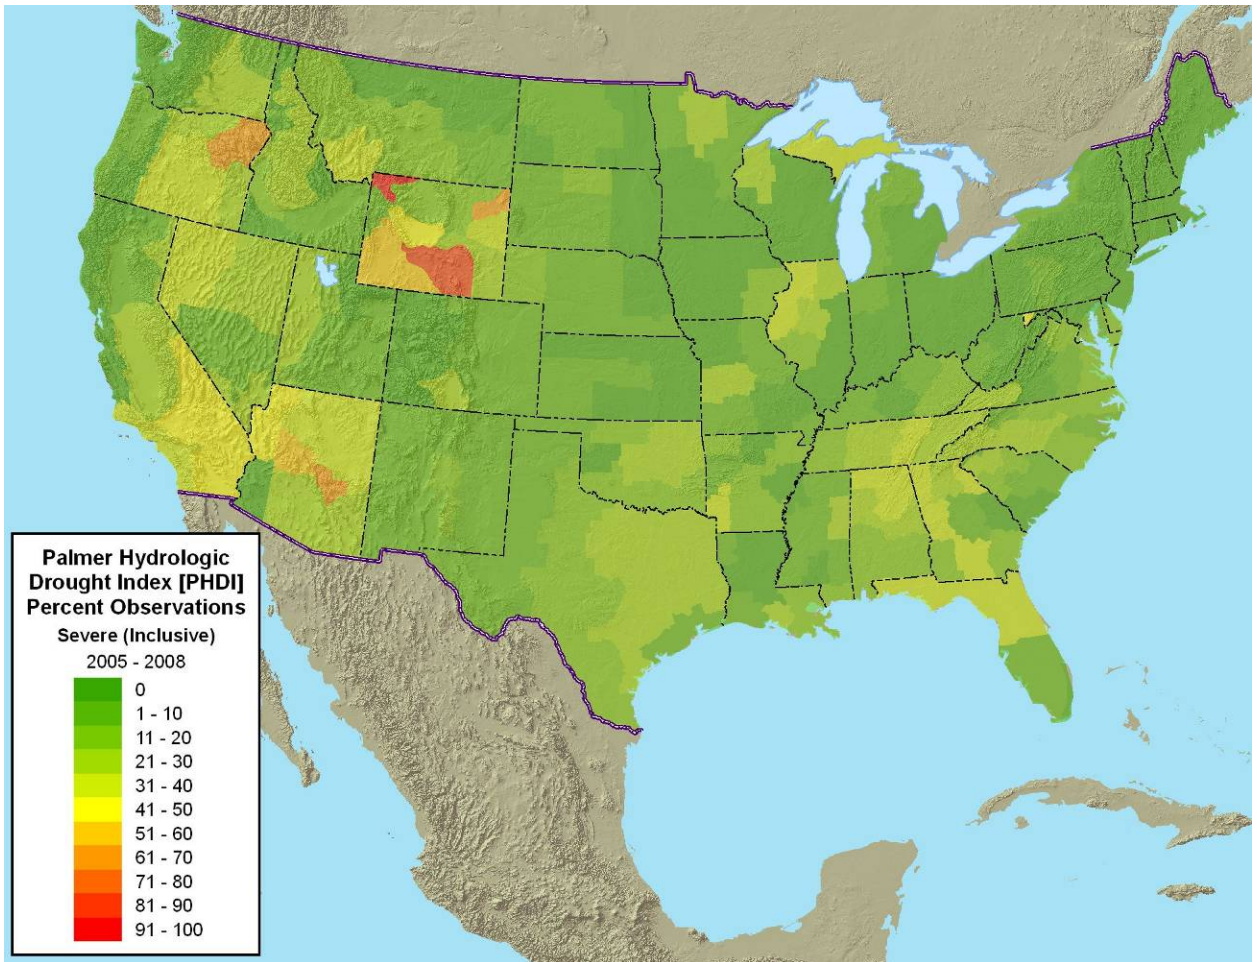 Palmer Hydrologic
Drought Index [PHDI]
Percent Observations
Severe (Inclusive)
2005 - 2008
0
1 - 10
11 - 20
21 - 30
31 - 40
41 - 50
51 - 60
61 - 70
71 - 80
81 - 90
91 - 100